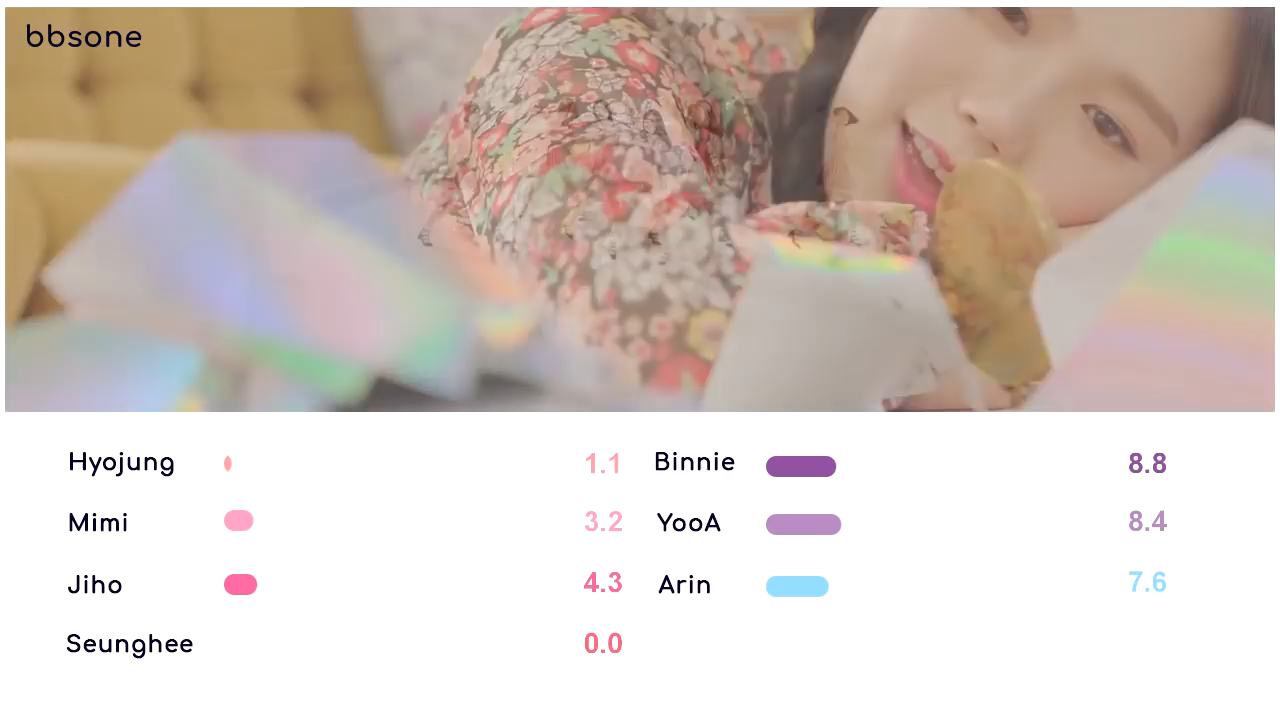 bbsone
Hyojung 1.1
Mimi 3.2
Jiho 4.3
Seunghee 0.0
Binnie 8.8
YooA 8.4
Arin 7.6